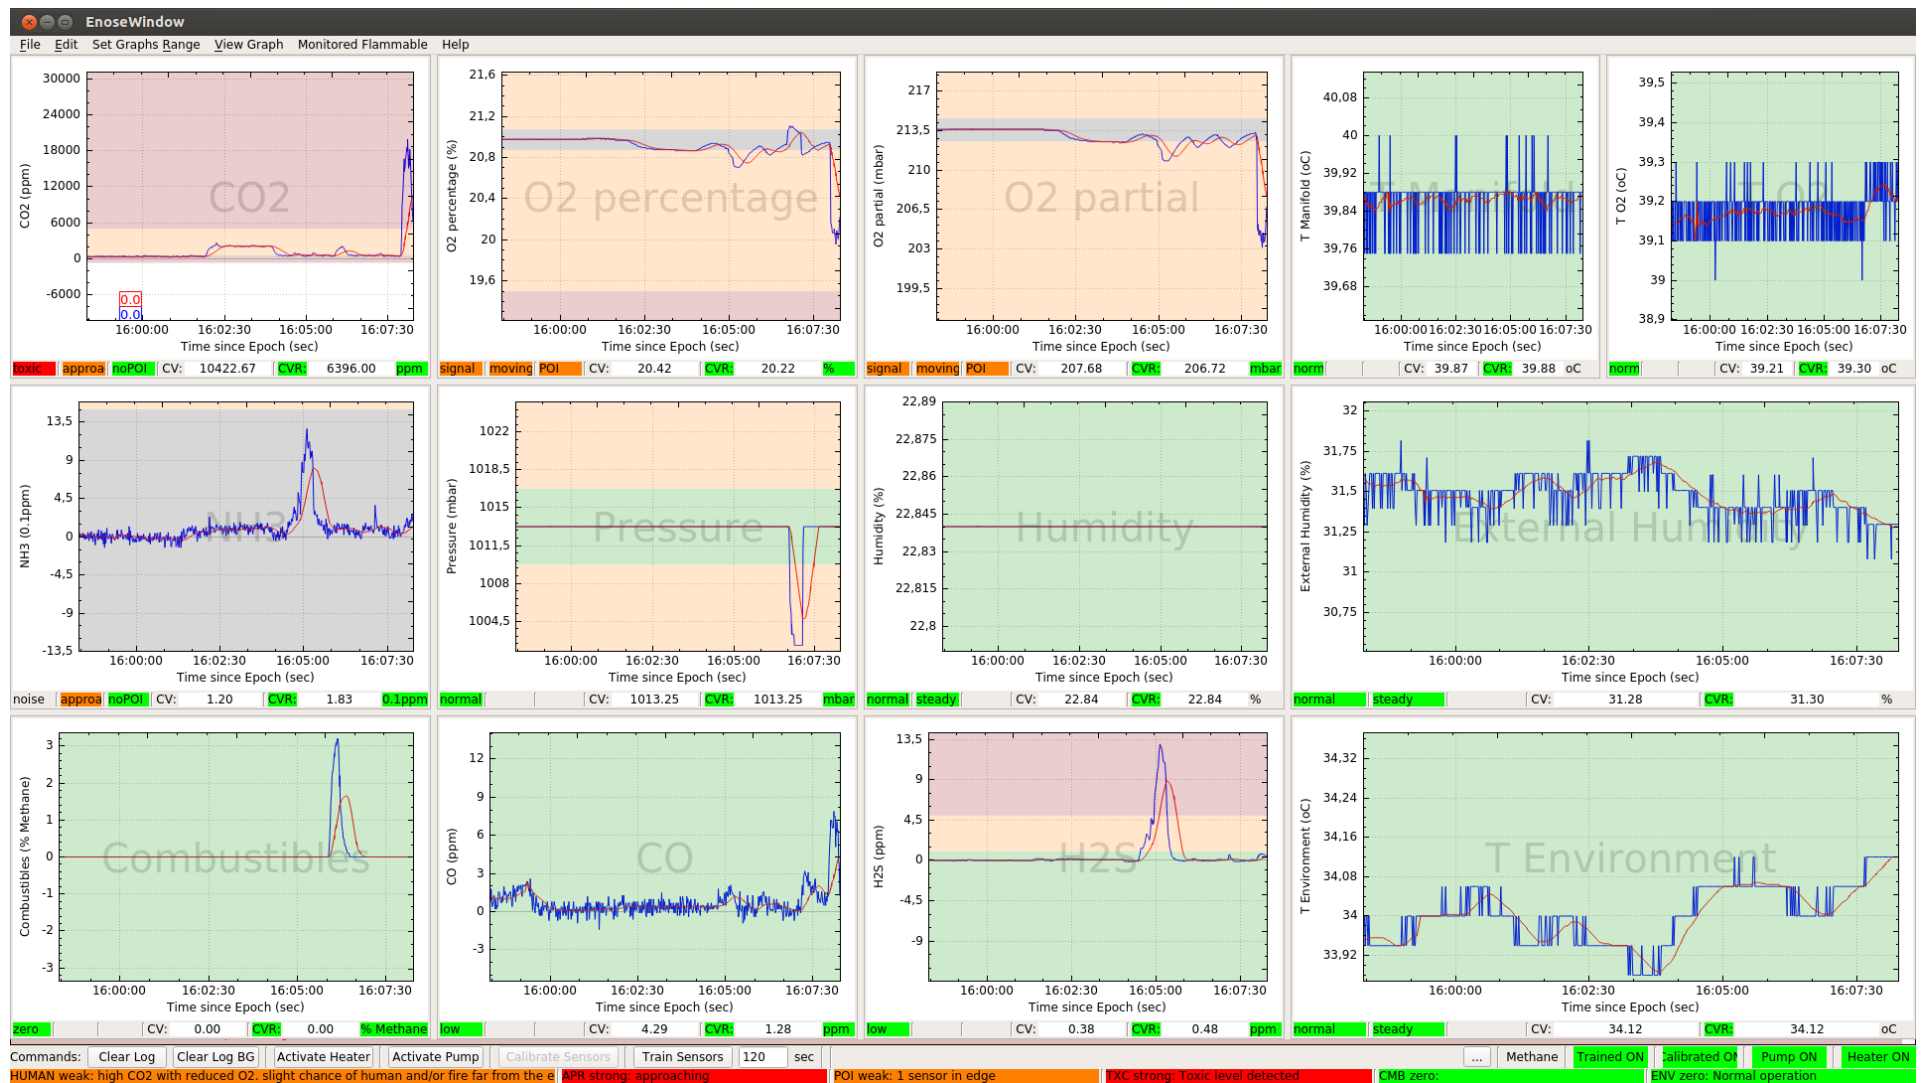 EnoseWindow
File Edit Set Graphs Range View Graph Monitored Flammable Help
CO2 (ppm)
30000
24000
18000
12000
6000
0
-6000
CO2
0.0
0.0
16:00:00 16:02:30 16:05:00 16:07:30
Time since Epoch (sec)
toxic approa noPOI CV: 10422.67 CVR: 6396.00 ppm
O2 percentage (%)
21,6
21,2
20,8
20,4
20
19,6
O2 percentage
16:00:00 16:02:30 16:05:00 16:07:30
Time since Epoch (sec)
signal moving POI CV: 20.42 CVR: 20.22 %
O2 partial (mbar)
217
213,5
210
206,5
203
199,5
O2 partial
16:00:00 16:02:30 16:05:00 16:07:30
Time since Epoch (sec)
signal moving POI CV: 207.68 CVR: 206.72 mbar
T Manifold (oC)
40,08
40
39,92
39,84
39,76
39,68
T Manifold
16:00:00 16:02:30 16:05:00 16:07:30
Time since Epoch (sec)
norm CV: 39.87 CVR: 39.88 oC
T O2 (oC)
39,5
39,4
39,3
39,2
39,1
39
38,9
T O2
16:00:00 16:02:30 16:05:00 16:07:30
Time since Epoch (sec)
norm CV: 39.21 CVR: 39.30 oC
NH3 (0.1ppm)
13,5
9
4,5
0
-4,5
-9
-13,5
NH3
16:00:00 16:02:30 16:05:00 16:07:30
Time since Epoch (sec)
noise approa noPOI CV: 1.20 CVR: 1.83 0.1ppm
Pressure (mbar)
1022
1018,5
1015
1011,5
1008
1004,5
Pressure
16:00:00 16:02:30 16:05:00 16:07:30
Time since Epoch (sec)
normal CV: 1013.25 CVR: 1013.25 mbar
Humidity (%)
22,89
22,875
22,86
22,845
22,83
22,815
22,8
Humidity
16:00:00 16:02:30 16:05:00 16:07:30
Time since Epoch (sec)
normal steady CV: 22.84 CVR: 22.84 %
External Humidity (%)
32
31,75
31,5
31,25
31
30,75
External Humidity
16:00:00 16:02:30 16:05:00 16:07:30
Time since Epoch (sec)
normal steady CV: 31.28 CVR: 31.30 %
Combustibles (% Methane)
3
2
1
0
-1
-2
-3
Combustibles
16:00:00 16:02:30 16:05:00 16:07:30
Time since Epoch (sec)
zero CV: 0.00 CVR: 0.00 % Methane
CO (ppm)
12
9
6
3
0
-3
CO
16:00:00 16:02:30 16:05:00 16:07:30
Time since Epoch (sec)
low CV: 4.29 CVR: 1.28 ppm
H2S (ppm)
13,5
9
4,5
0
-4,5
-9
H2S
16:00:00 16:02:30 16:05:00 16:07:30
Time since Epoch (sec)
low CV: 0.38 CVR: 0.48 ppm
T Environment (oC)
34,32
34,24
34,16
34,08
34
33,92
T Environment
16:00:00 16:02:30 16:05:00 16:07:30
Time since Epoch (sec)
normal steady CV: 34.12 CVR: 34.12 oC
Commands: Clear Log Clear Log BG Activate Heater Activate Pump Calibrate Sensors Train Sensors 120 sec ... Methane Trained ON Calibrated ON Pump ON Heater ON
HUMAN weak: high CO2 with reduced O2. slight chance of human and/or fire far from the e APR strong: approaching POI weak: 1 sensor in edge TXC strong: Toxic level detected CMB zero: ENV zero: Normal operation